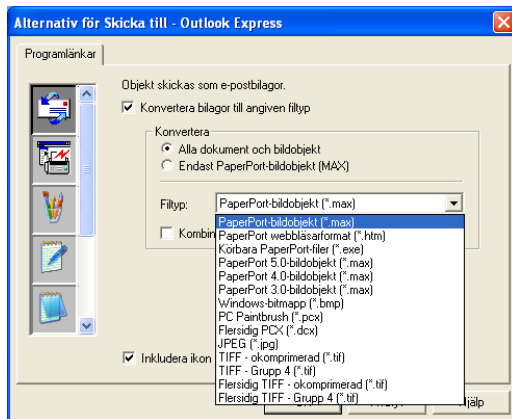 Alternativ för Skicka till - Outlook Express
Programlänkar
Objekt skickas som e-postbilagor.
Konvertera bilagor till angiven filtyp
Konvertera
Alla dokument och bildobjekt
Endast PaperPort-bildobjekt (MAX)
Filtyp:
PaperPort-bildobjekt (*.max)
PaperPort-bildobjekt (*.max)
PaperPort webbläsarformat (*.htm)
Körbara PaperPort-filer (*.exe)
PaperPort 5.0-bildobjekt (*.max)
PaperPort 4.0-bildobjekt (*.max)
PaperPort 3.0-bildobjekt (*.max)
Windows-bitmapp (*.bmp)
PC Paintbrush (*.pcx)
Flersidig PCX (*.dcx)
JPEG (*.jpg)
TIFF - okomprimerad (*.tif)
TIFF - Grupp 4 (*.tif)
Flersidig TIFF - okomprimerad (*.tif)
Flersidig TIFF - Grupp 4 (*.tif)
Kombin
Inkludera ikon
Hjälp